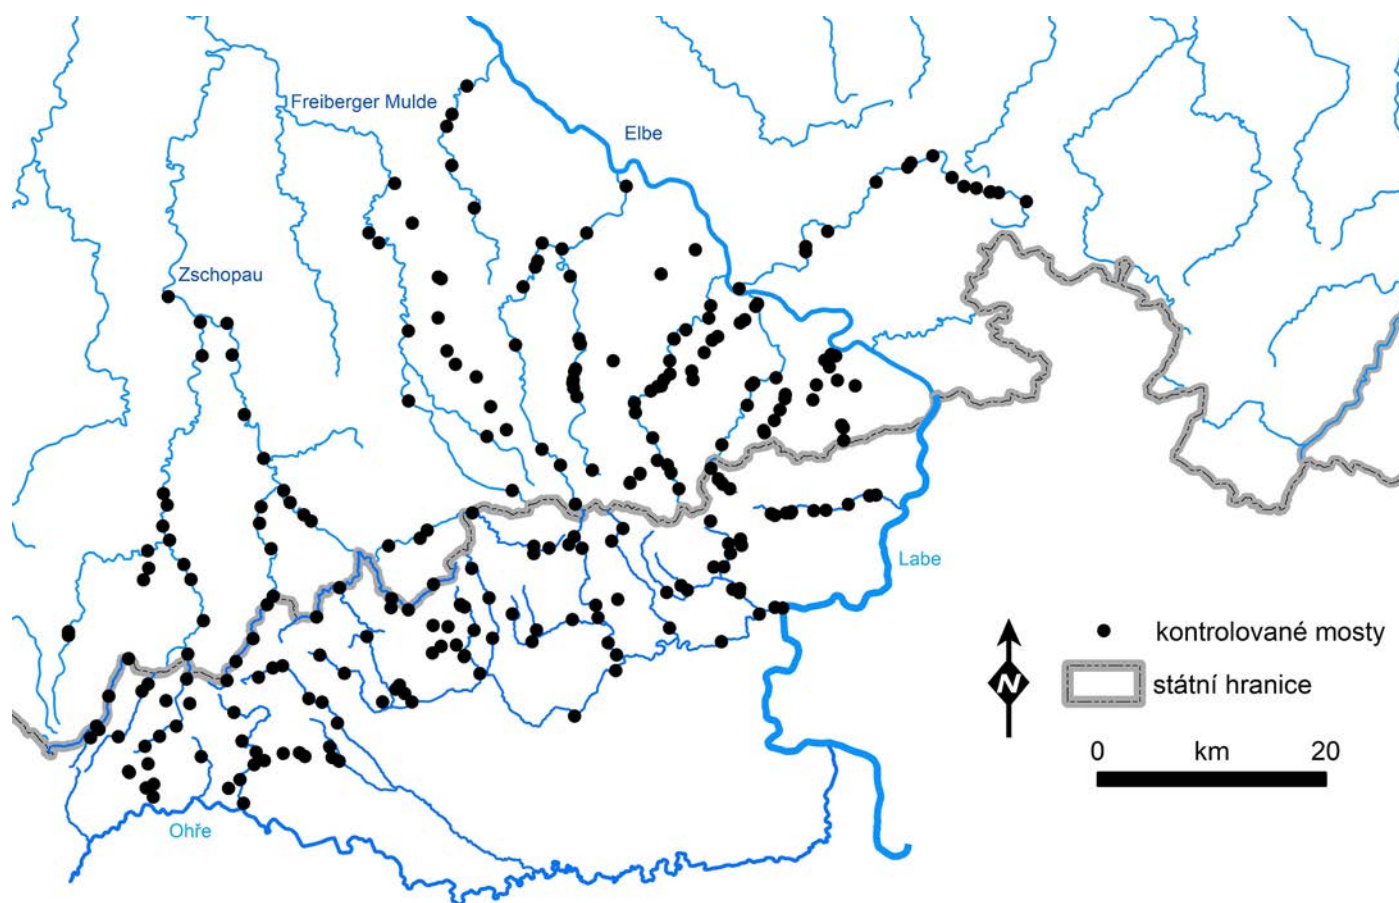 Freiberger Mulde
Elbe
Zschopau
Labe
kontrolované mosty
N
státní hranice
0 km 20
Ohře